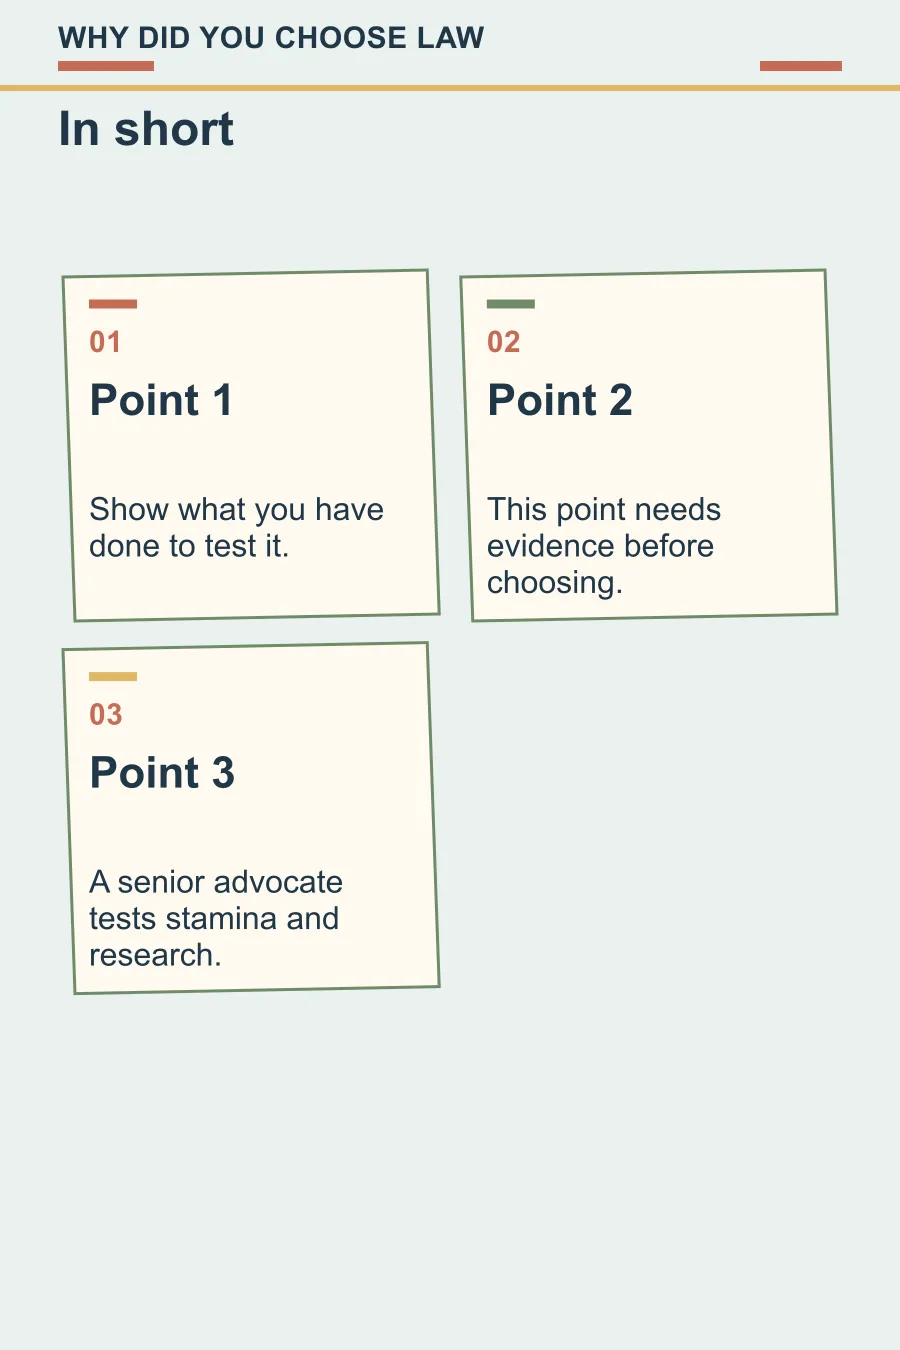 WHY DID YOU CHOOSE LAW
In short
01
Point 1
Show what you have
done to test it.
02
Point 2
This point needs
evidence before
choosing.
03
Point 3
A senior advocate
tests stamina and
research.